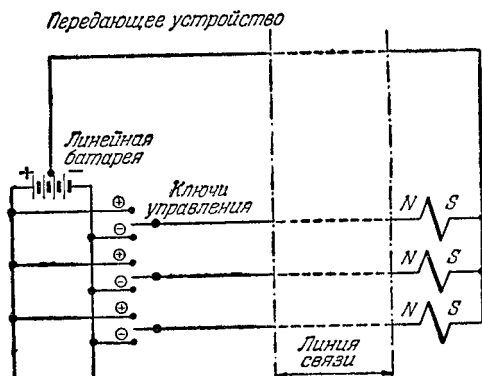 Передающее устройство
+ −
Линейная
батарея
Ключи
управления
⊕
N S
⊖
⊕
N S
⊖
⊕
N S
⊖
Линия
связи